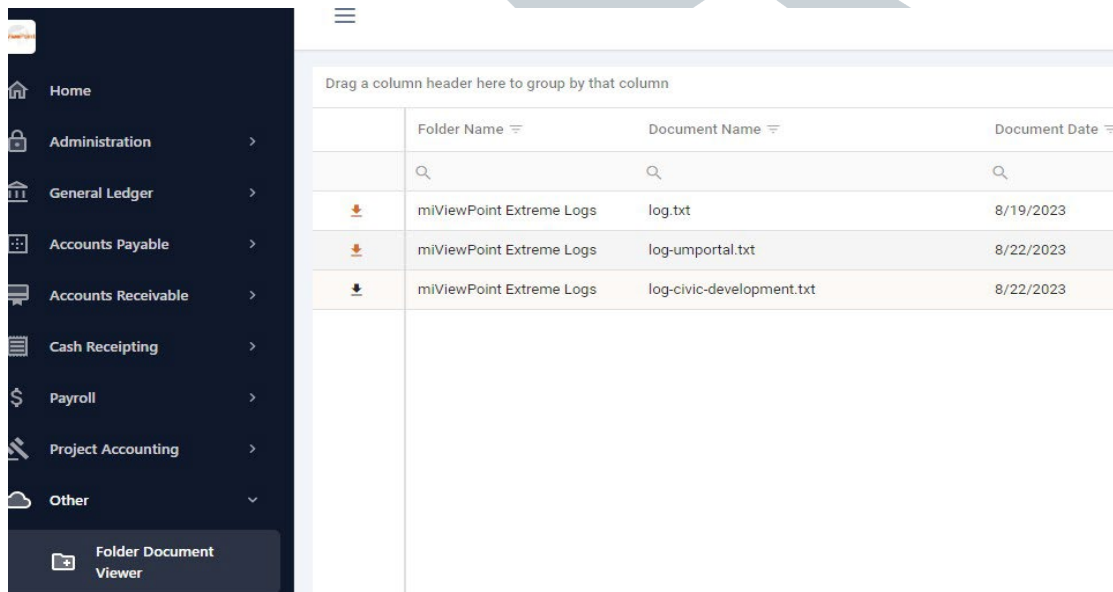 Home
Administration
General Ledger
Accounts Payable
Accounts Receivable
Cash Receipting
Payroll
Project Accounting
Other
Folder Document
Viewer
Drag a column header here to group by that column
Folder Name Document Name Document Date
miViewPoint Extreme Logs log.txt 8/19/2023
miViewPoint Extreme Logs log-umportal.txt 8/22/2023
miViewPoint Extreme Logs log-civic-development.txt 8/22/2023